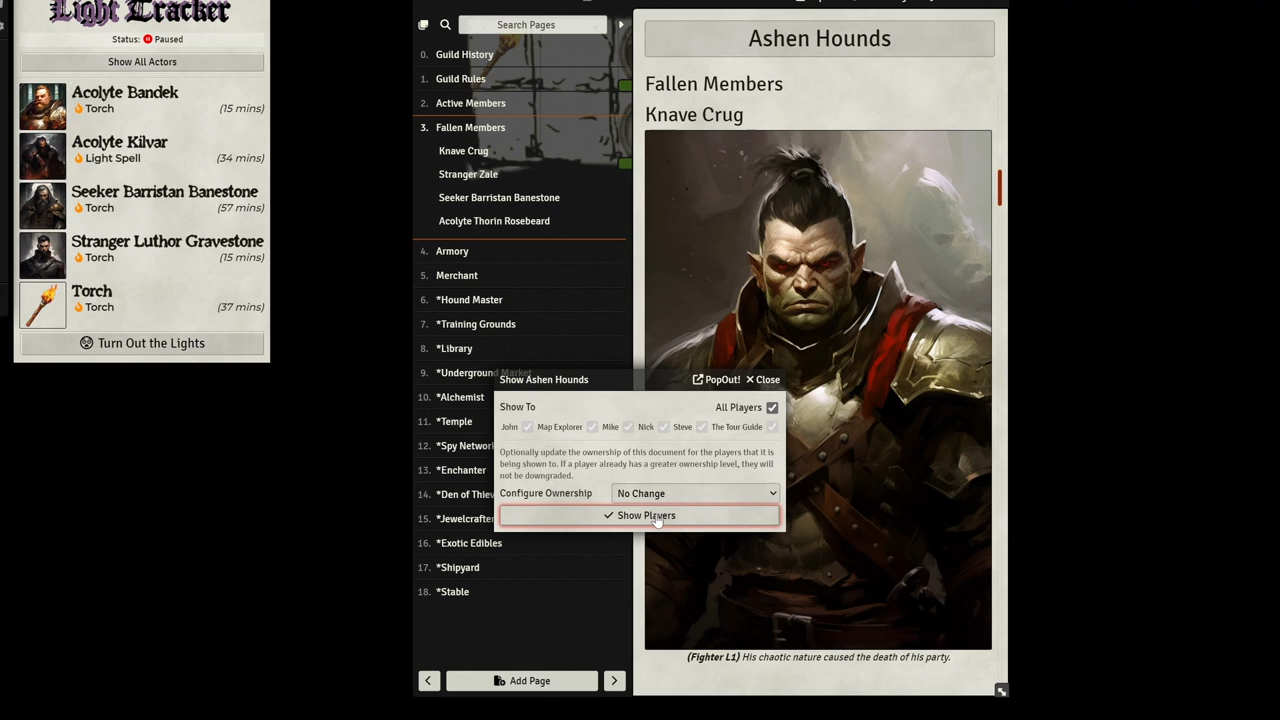 Light Tracker
Status: Paused
Show All Actors
Acolyte Bandek
Torch (15 mins)
Acolyte Kilvar
Light Spell (34 mins)
Seeker Barristan Banestone
Torch (57 mins)
Stranger Luthor Gravestone
Torch (15 mins)
Torch
Torch (37 mins)
Turn Out the Lights
Search Pages
0. Guild History
1. Guild Rules
2. Active Members
3. Fallen Members
Knave Crug
Stranger Zale
Seeker Barristan Banestone
Acolyte Thorin Rosebeard
4. Armory
5. Merchant
6. *Hound Master
7. *Training Grounds
8. *Library
9. *Underground Market
10. *Alchemist
11. *Temple
12. *Spy Networ
13. *Enchanter
14. *Den of Thiev
15. *Jewelcrafter
16. *Exotic Edibles
17. *Shipyard
18. *Stable
Add Page
Show Ashen Hounds PopOut! Close
Show To All Players
John Map Explorer Mike Nick Steve The Tour Guide
Optionally update the ownership of this document for the players that it is
being shown to. If a player already has a greater ownership level, they will
not be downgraded.
Configure Ownership No Change
Show Players
Ashen Hounds
Fallen Members
Knave Crug
(Fighter L1) His chaotic nature caused the death of his party.